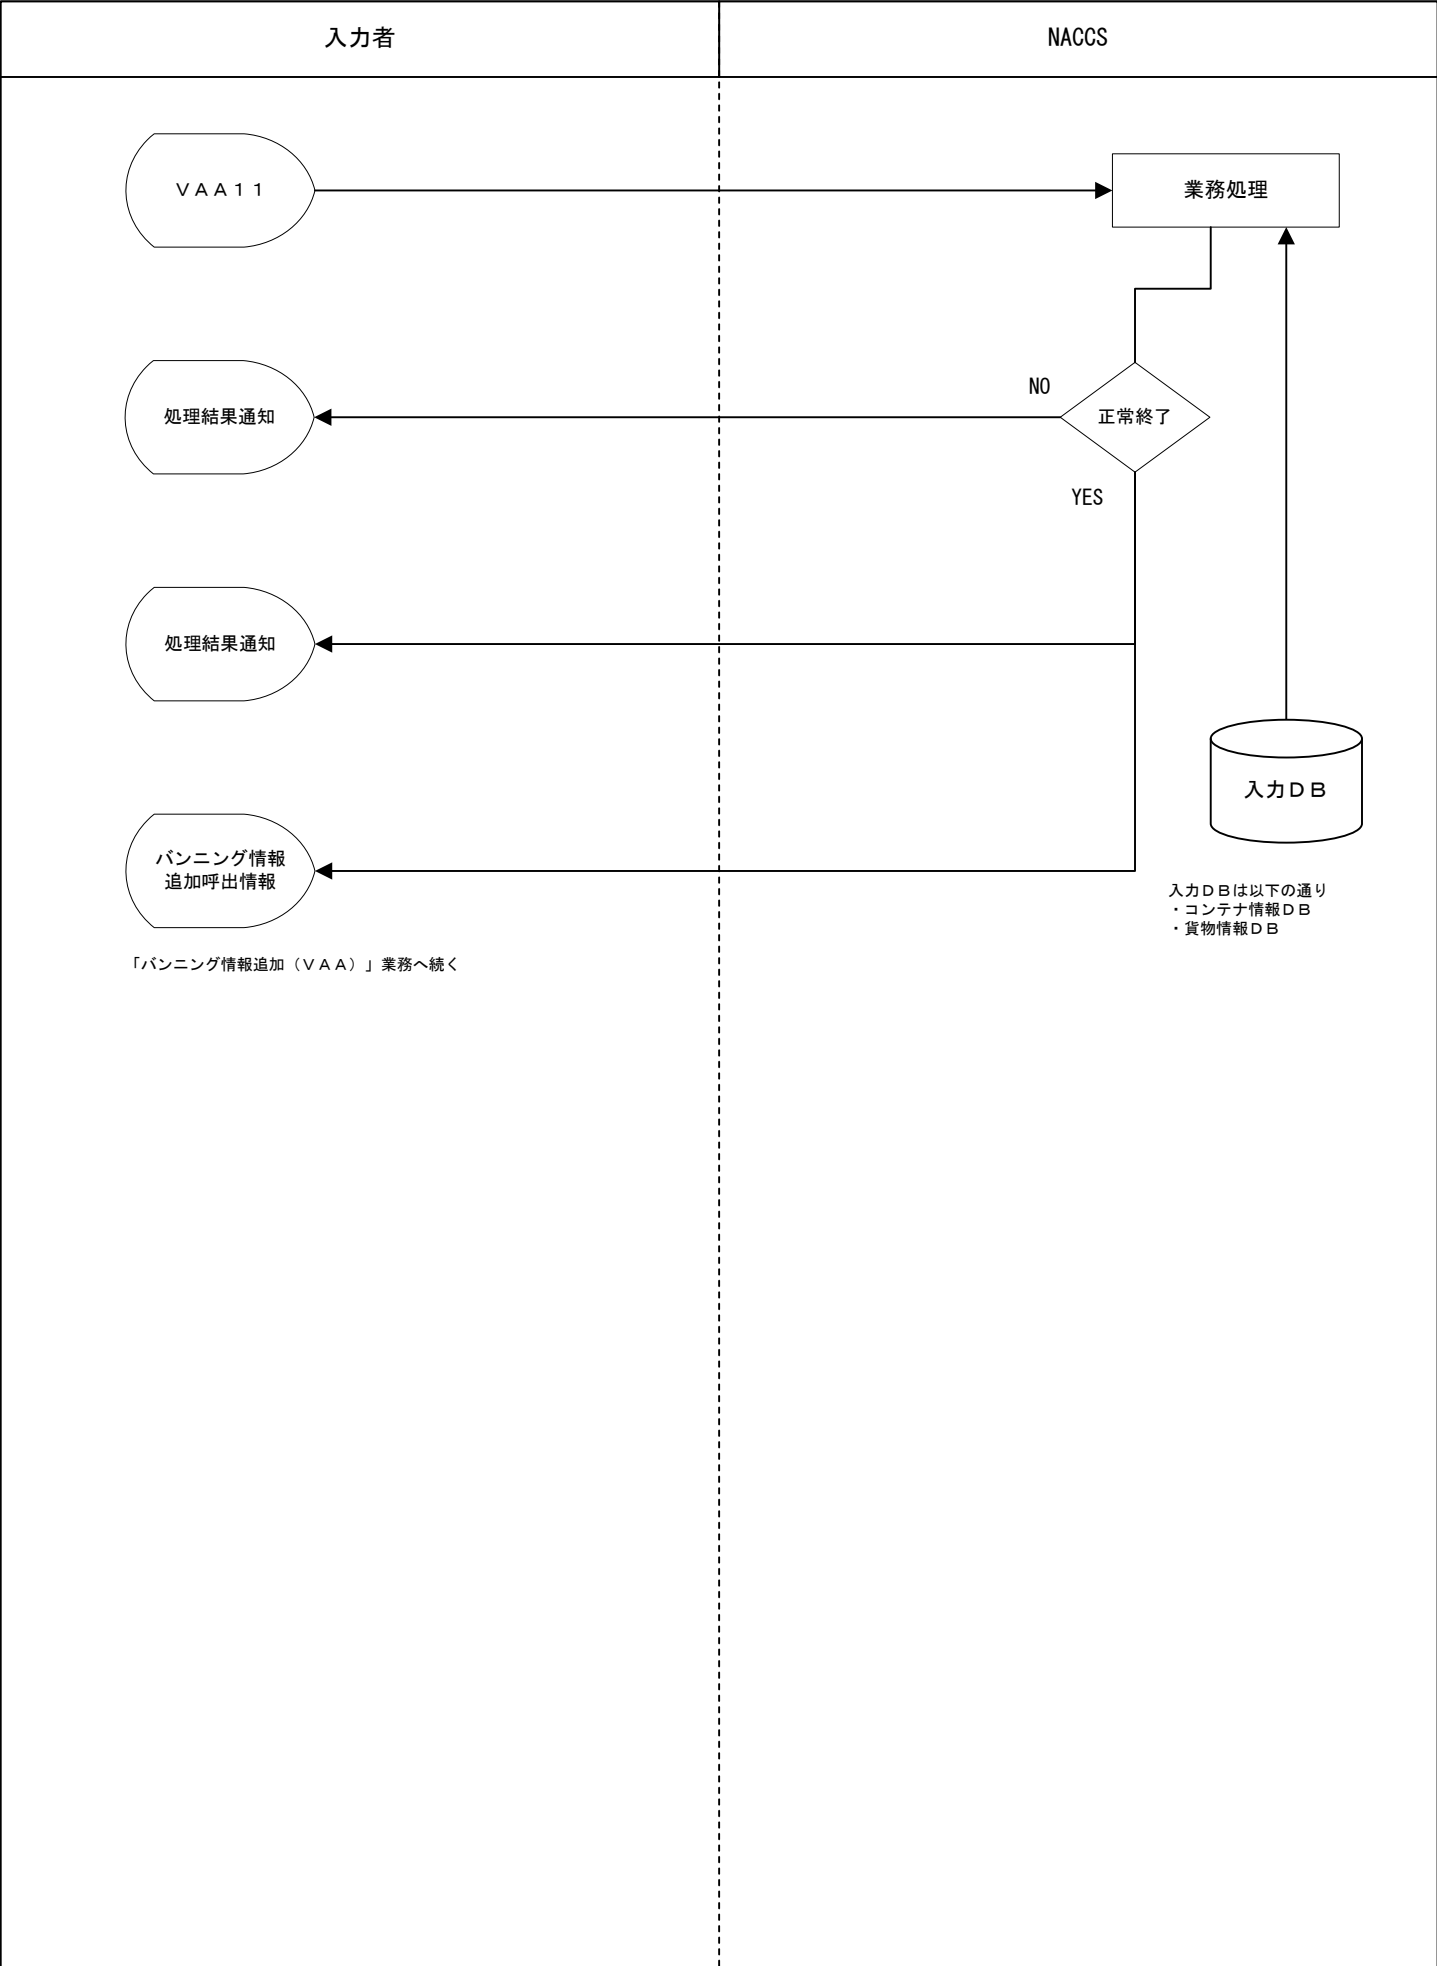 入力者
NACCS
ＶＡＡ１１
業務処理
NO
処理結果通知
正常終了
YES
処理結果通知
入力ＤＢ
バンニング情報
追加呼出情報
入力ＤＢは以下の通り
・コンテナ情報ＤＢ
・貨物情報ＤＢ
「バンニング情報追加（ＶＡＡ）」業務へ続く